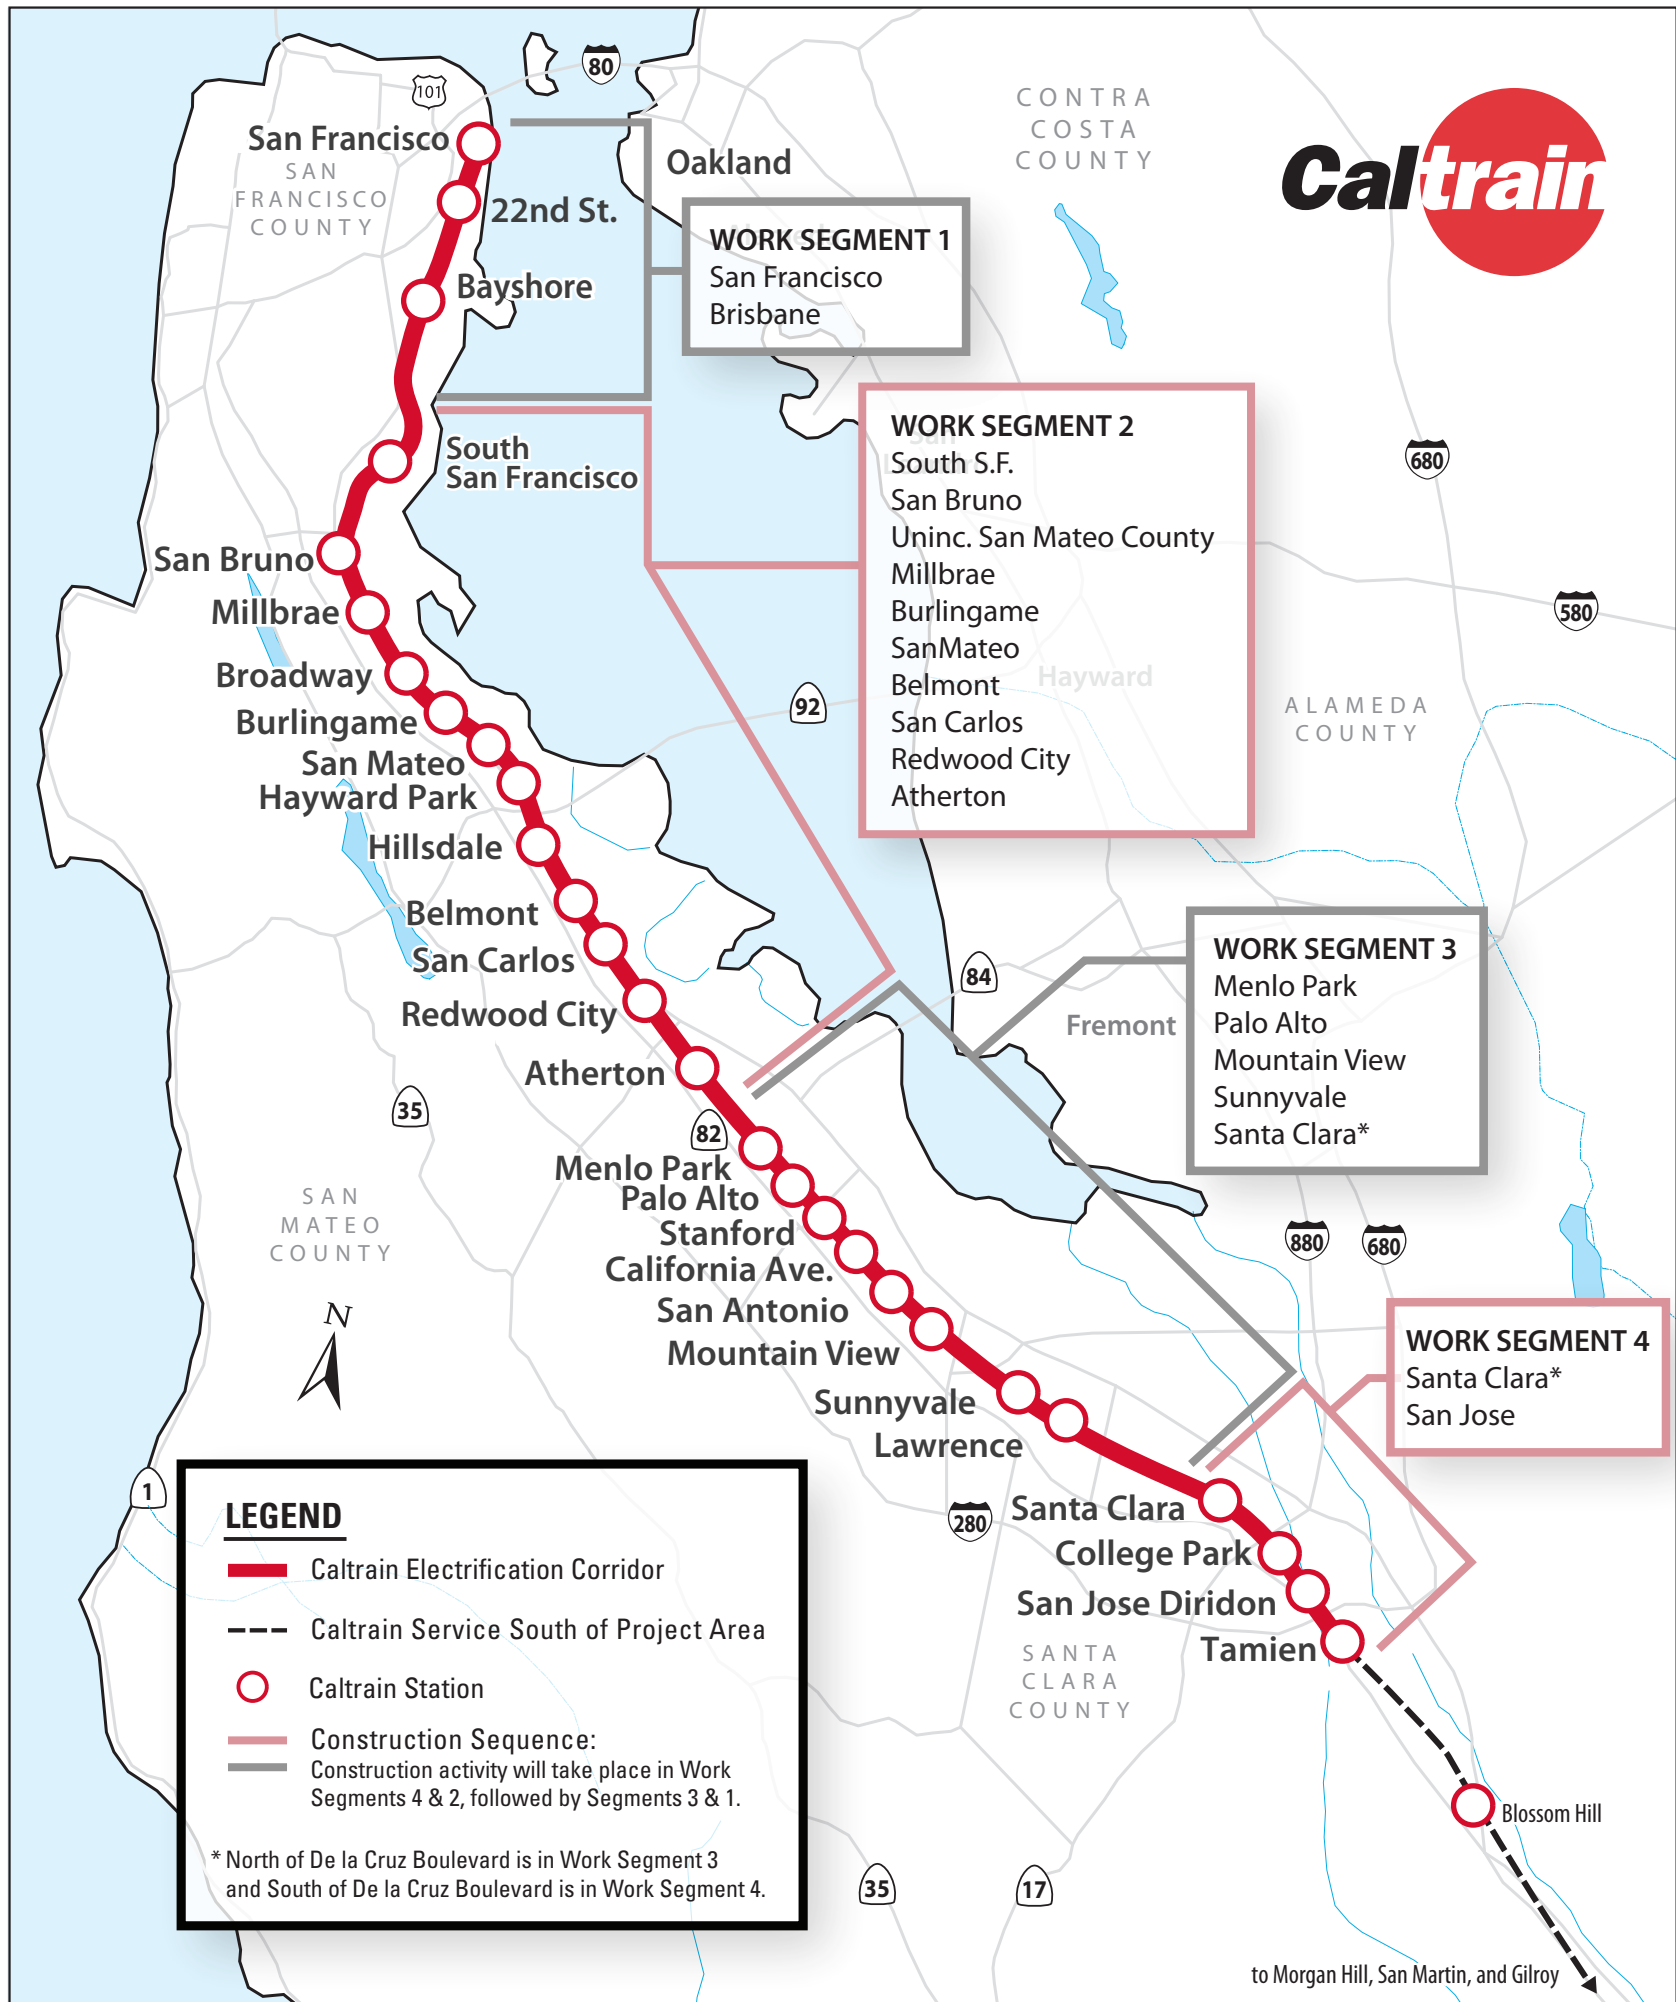 80
101
CONTRA
COSTA
COUNTY
Caltrain
San Francisco
SAN
FRANCISCO
COUNTY
Oakland
22nd St.
WORK SEGMENT 1
San Francisco
Brisbane
Bayshore
WORK SEGMENT 2
South S.F.
San Bruno
Uninc. San Mateo County
Millbrae
Burlingame
SanMateo
Belmont
San Carlos
Redwood City
Atherton
South
San Francisco
680
San Bruno
580
Millbrae
Broadway
Hayward
92
ALAMEDA
COUNTY
Burlingame
San Mateo
Hayward Park
Hillsdale
Belmont
San Carlos
WORK SEGMENT 3
Menlo Park
Palo Alto
Mountain View
Sunnyvale
Santa Clara*
84
Redwood City
Fremont
Atherton
35
82
Menlo Park
Palo Alto
SAN
MATEO
COUNTY
Stanford
880
680
California Ave.
San Antonio
N
Mountain View
WORK SEGMENT 4
Santa Clara*
San Jose
Sunnyvale
Lawrence
1
280
Santa Clara
College Park
San Jose Diridon
Tamien
SANTA
CLARA
COUNTY
LEGEND
Caltrain Electrification Corridor
Caltrain Service South of Project Area
Caltrain Station
Construction Sequence:
Construction activity will take place in Work
Segments 4 & 2, followed by Segments 3 & 1.
* North of De la Cruz Boulevard is in Work Segment 3
and South of De la Cruz Boulevard is in Work Segment 4.
Blossom Hill
35
17
to Morgan Hill, San Martin, and Gilroy